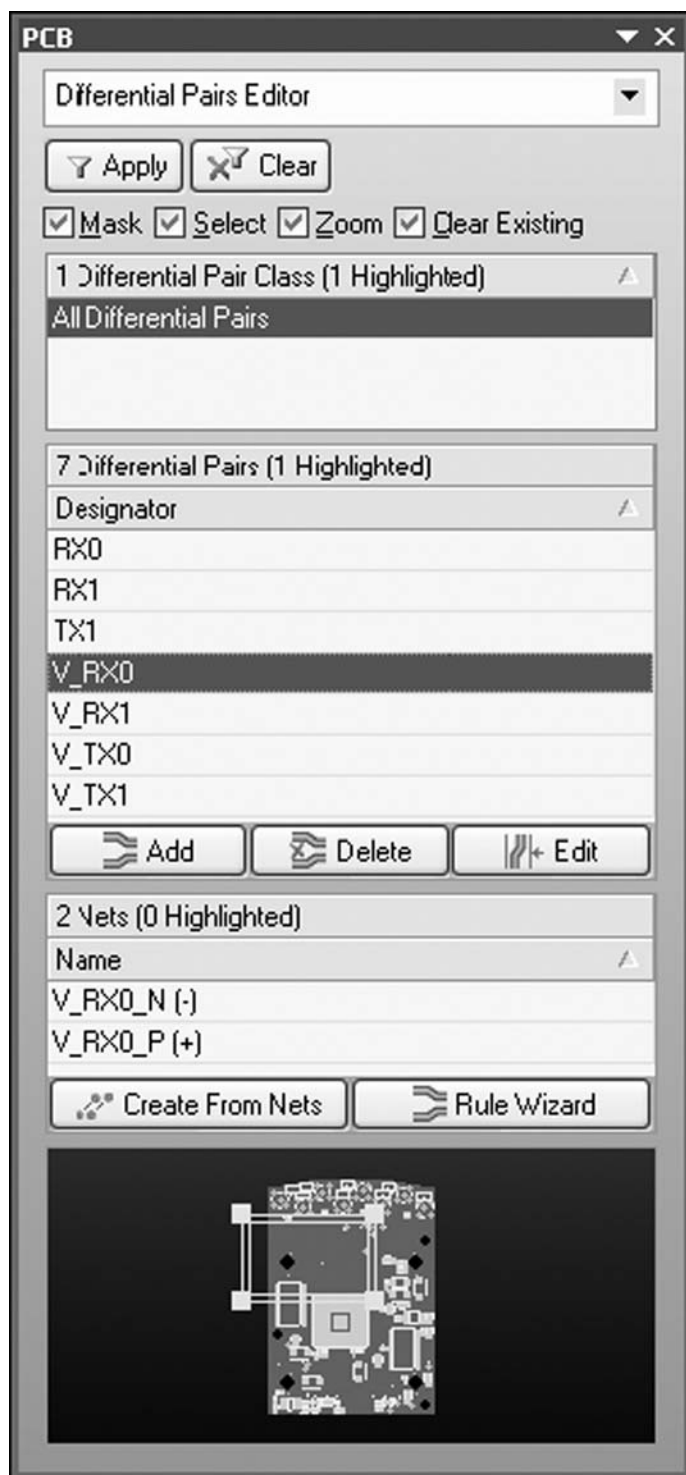 PCB
Differential Pairs Editor
Apply Clear
Mask Select Zoom Clear Existing
1 Differential Pair Class (1 Highlighted)
All Differential Pairs
7 Differential Pairs (1 Highlighted)
Designator
RX0
RX1
TX1
V_RX0
V_RX1
V_TX0
V_TX1
Add Delete Edit
2 Nets (0 Highlighted)
Name
V_RX0_N (-)
V_RX0_P (+)
Create From Nets Rule Wizard